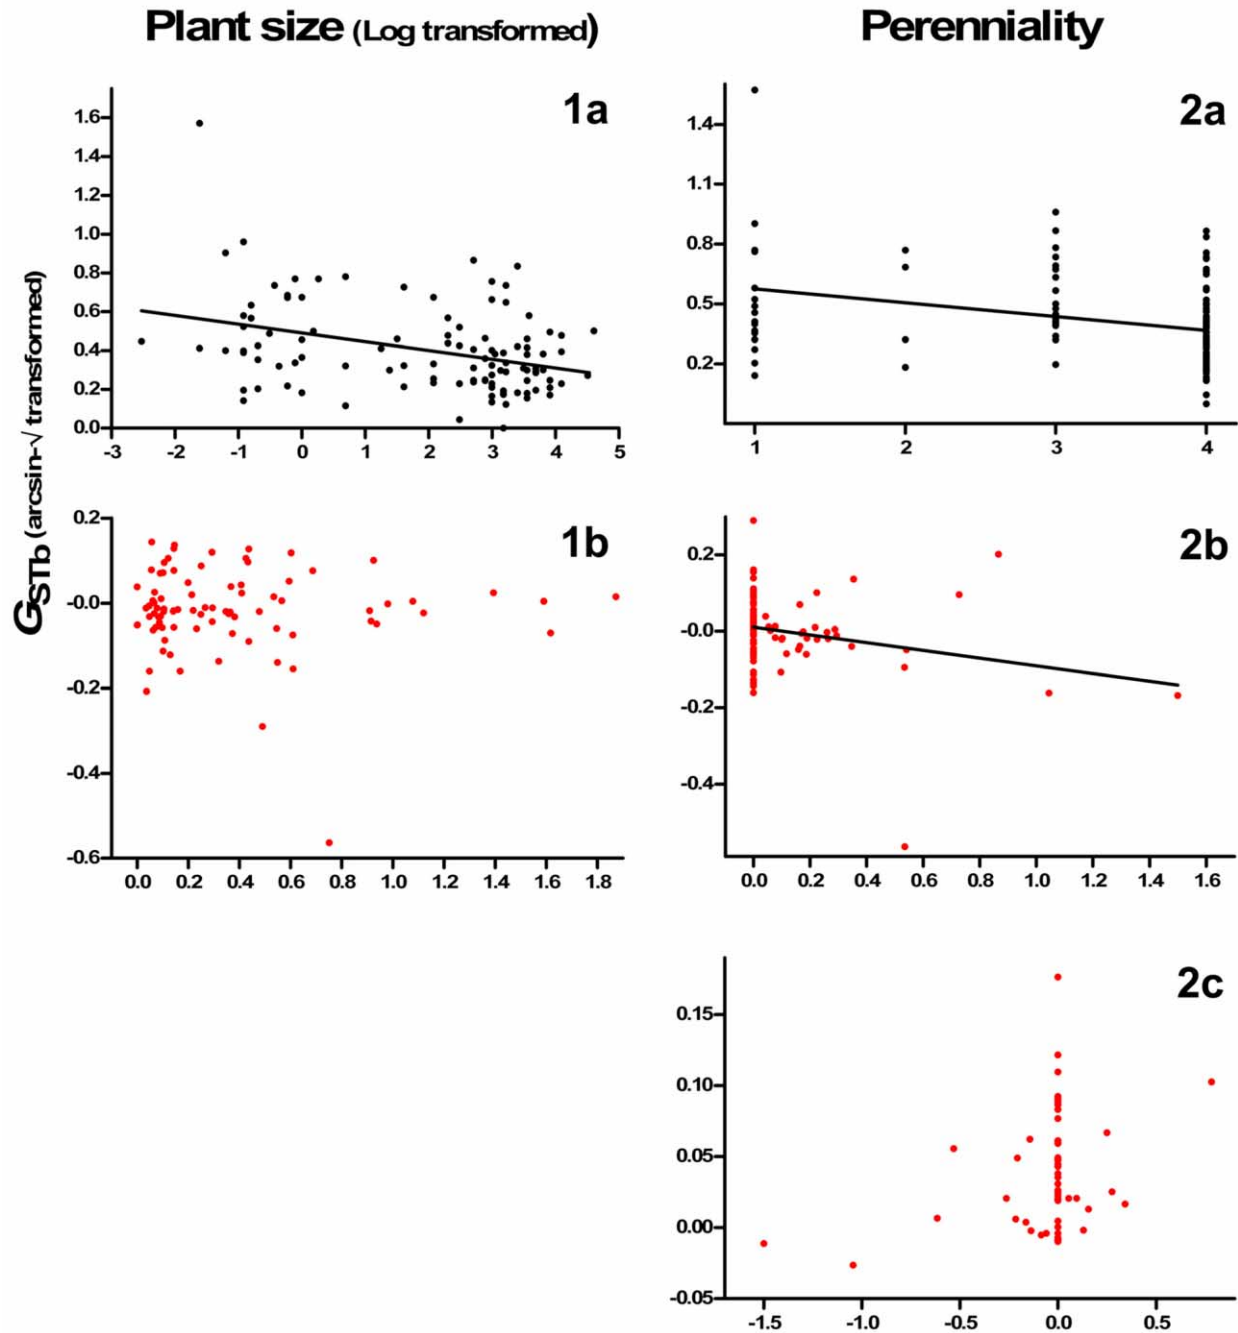 Plant size (Log transformed)
Perenniality
GSTb (arcsin-√ transformed)
1a
1.6
1.4
1.2
1.0
0.8
0.6
0.4
0.2
0.0
-3 -2 -1 0 1 2 3 4 5
2a
1.4
1.1
0.8
0.5
0.2
1 2 3 4
1b
0.2
-0.0
-0.2
-0.4
-0.6
0.0 0.2 0.4 0.6 0.8 1.0 1.2 1.4 1.6 1.8
2b
0.2
-0.0
-0.2
-0.4
0.0 0.2 0.4 0.6 0.8 1.0 1.2 1.4 1.6
2c
0.15
0.10
0.05
0.00
-0.05
-1.5 -1.0 -0.5 0.0 0.5